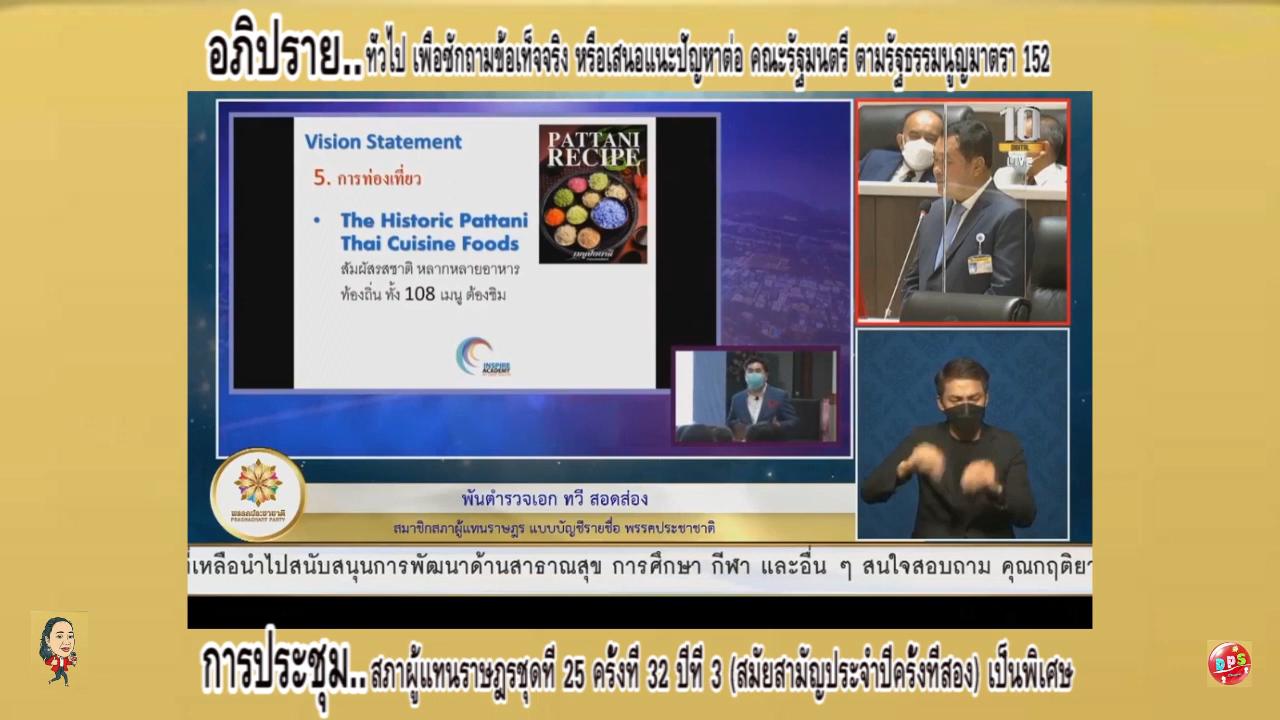 อภิปราย.. ทั่วไป เพื่อซักถามข้อเท็จจริง หรือเสนอแนะปัญหาต่อ คณะรัฐมนตรี ตามรัฐธรรมนูญมาตรา 152
Vision Statement
5. การท่องเที่ยว
• The Historic Pattani
Thai Cuisine Foods
สัมผัสรสชาติ หลากหลายอาหาร
ท้องถิ่น ทั้ง 108 เมนู ต้องชิม
PATTANI
RECIPE
เมนูปัตตานี
INSPIRE
ACADEMY
10
DIGITAL
LIVE
พรรคประชาชาติ
PRACHACHART PARTY
พันตำรวจเอก ทวี สอดส่อง
สมาชิกสภาผู้แทนราษฎร แบบบัญชีรายชื่อ พรรคประชาชาติ
เหลือนำไปสนับสนุนการพัฒนาด้านสาธาณสุข การศึกษา กีฬา และอื่น ๆ สนใจสอบถาม คุณกฤติยา
การประชุม.. สภาผู้แทนราษฎรชุดที่ 25 ครั้งที่ 32 ปีที่ 3 (สมัยสามัญประจำปีครั้งที่สอง) เป็นพิเศษ
DPS